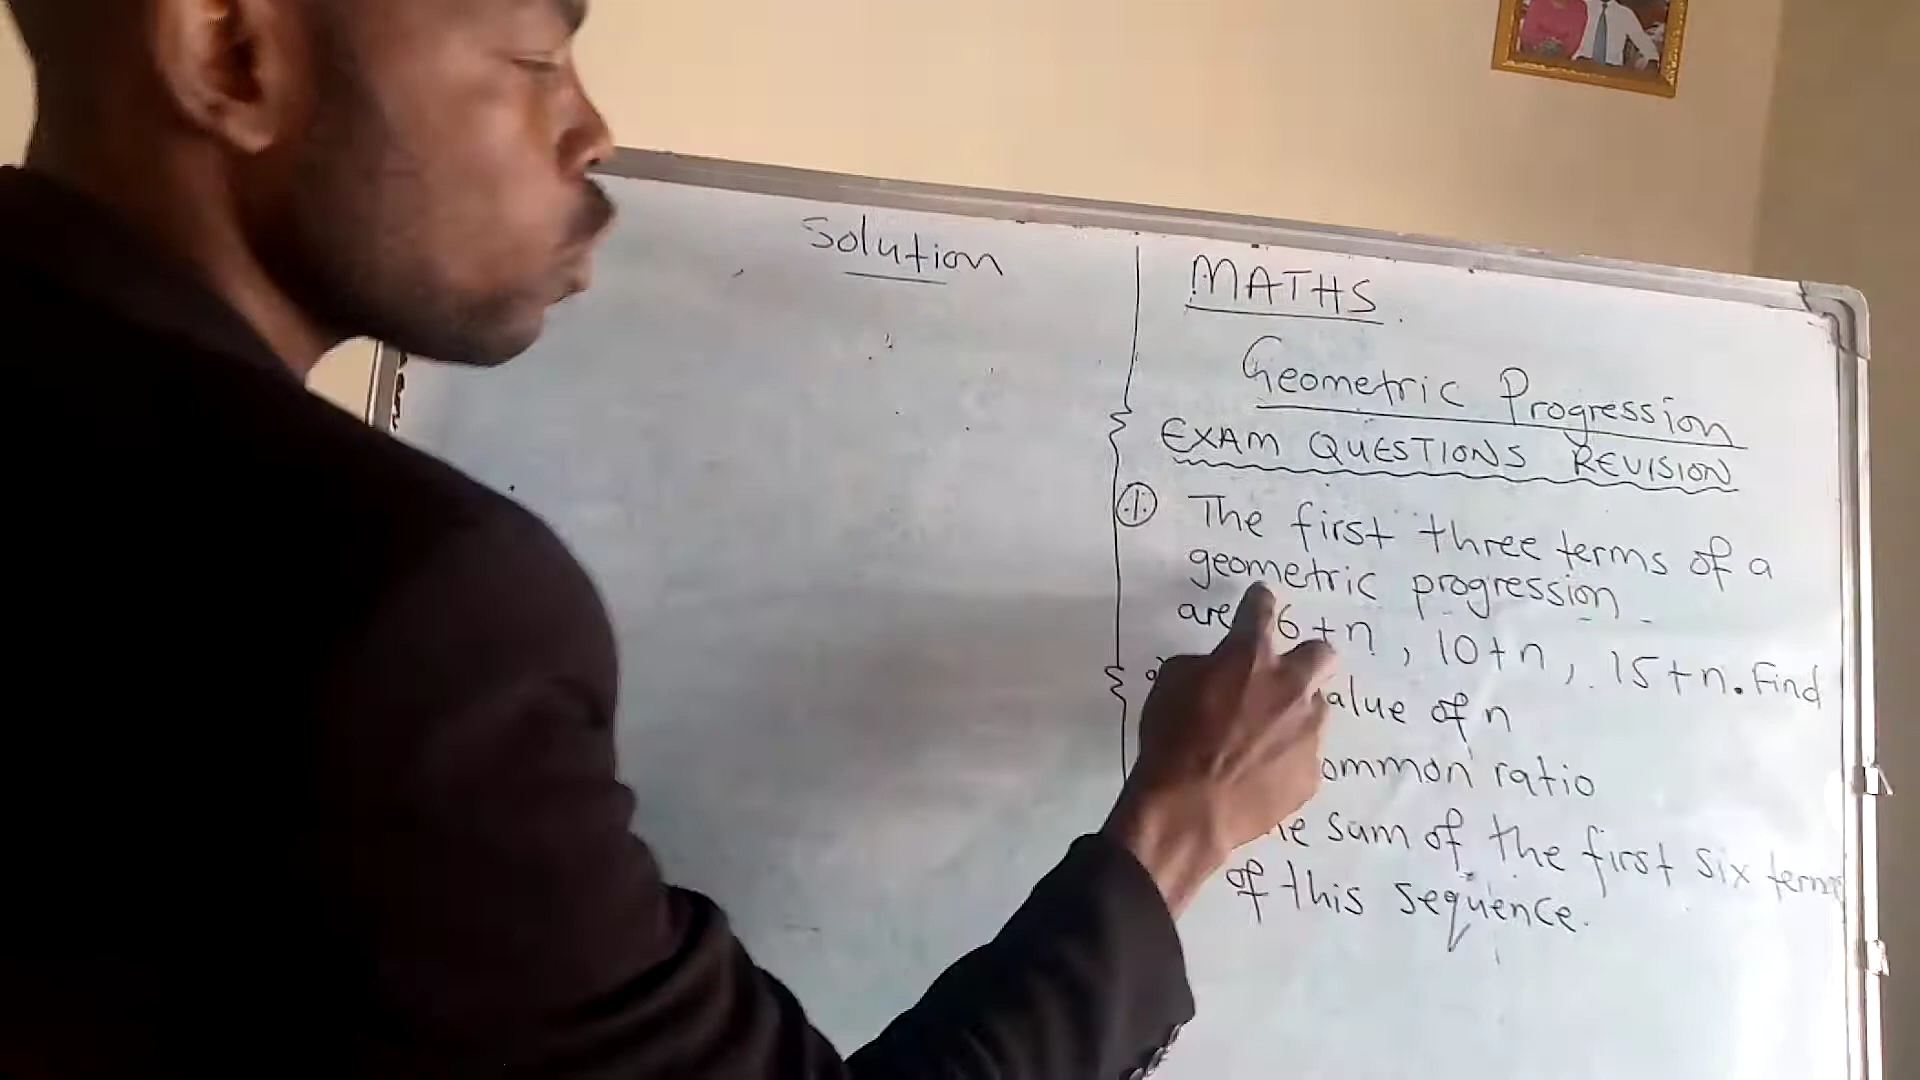 Solution
MATHS
Geometric Progression
EXAM QUESTIONS REVISION
1. The first three terms of a
geometric progression
are 6+n, 10+n, 15+n. Find
value of n
common ratio
sum of the first six terms
of this sequence.